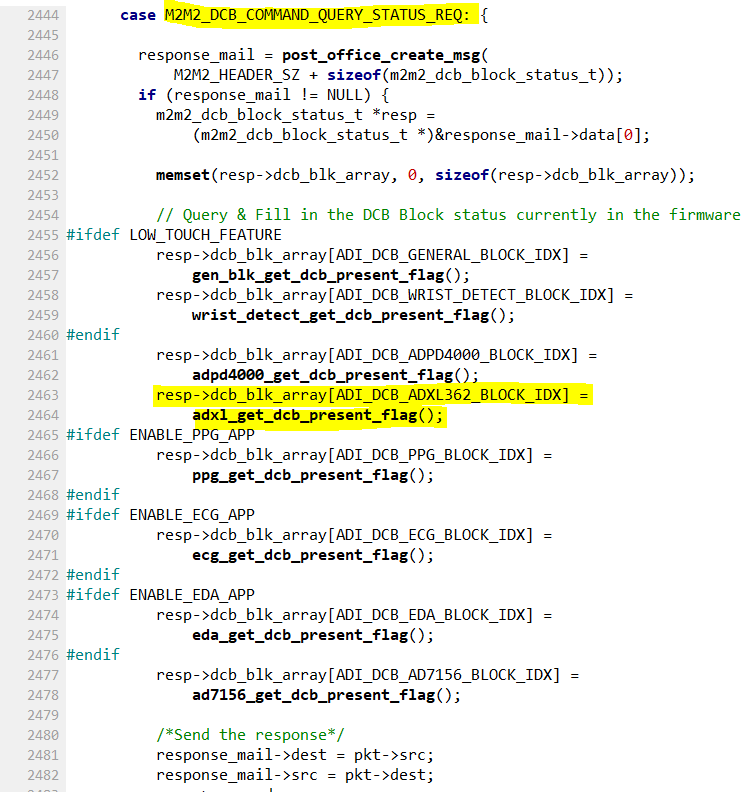 2444 case M2M2_DCB_COMMAND_QUERY_STATUS_REQ: {
2445
2446 response_mail = post_office_create_msg(
2447 M2M2_HEADER_SZ + sizeof(m2m2_dcb_block_status_t));
2448 if (response_mail != NULL) {
2449 m2m2_dcb_block_status_t *resp =
2450 (m2m2_dcb_block_status_t *)&response_mail->data[0];
2451
2452 memset(resp->dcb_blk_array, 0, sizeof(resp->dcb_blk_array));
2453
2454 // Query & Fill in the DCB Block status currently in the firmware
2455 #ifdef LOW_TOUCH_FEATURE
2456 resp->dcb_blk_array[ADI_DCB_GENERAL_BLOCK_IDX] =
2457 gen_blk_get_dcb_present_flag();
2458 resp->dcb_blk_array[ADI_DCB_WRIST_DETECT_BLOCK_IDX] =
2459 wrist_detect_get_dcb_present_flag();
2460 #endif
2461 resp->dcb_blk_array[ADI_DCB_ADPD4000_BLOCK_IDX] =
2462 adpd4000_get_dcb_present_flag();
2463 resp->dcb_blk_array[ADI_DCB_ADXL362_BLOCK_IDX] =
2464 adxl_get_dcb_present_flag();
2465 #ifdef ENABLE_PPG_APP
2466 resp->dcb_blk_array[ADI_DCB_PPG_BLOCK_IDX] =
2467 ppg_get_dcb_present_flag();
2468 #endif
2469 #ifdef ENABLE_ECG_APP
2470 resp->dcb_blk_array[ADI_DCB_ECG_BLOCK_IDX] =
2471 ecg_get_dcb_present_flag();
2472 #endif
2473 #ifdef ENABLE_EDA_APP
2474 resp->dcb_blk_array[ADI_DCB_EDA_BLOCK_IDX] =
2475 eda_get_dcb_present_flag();
2476 #endif
2477 resp->dcb_blk_array[ADI_DCB_AD7156_BLOCK_IDX] =
2478 ad7156_get_dcb_present_flag();
2479
2480 /*Send the response*/
2481 response_mail->dest = pkt->src;
2482 response_mail->src = pkt->dest;